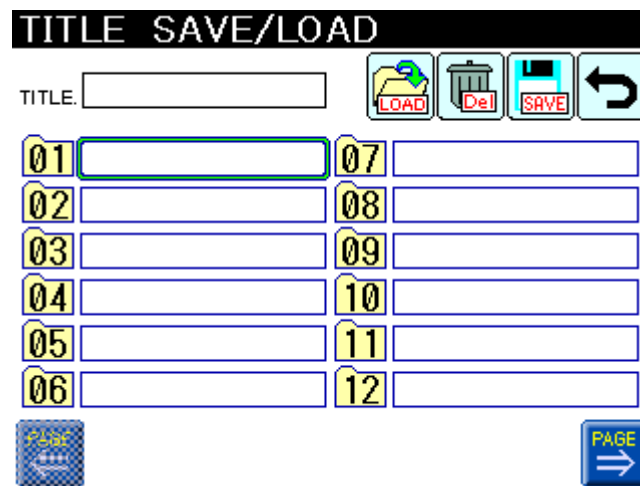 TITLE SAVE/LOAD
TITLE.
LOAD Del SAVE
01 07
02 08
03 09
04 10
05 11
06 12
PAGE PAGE